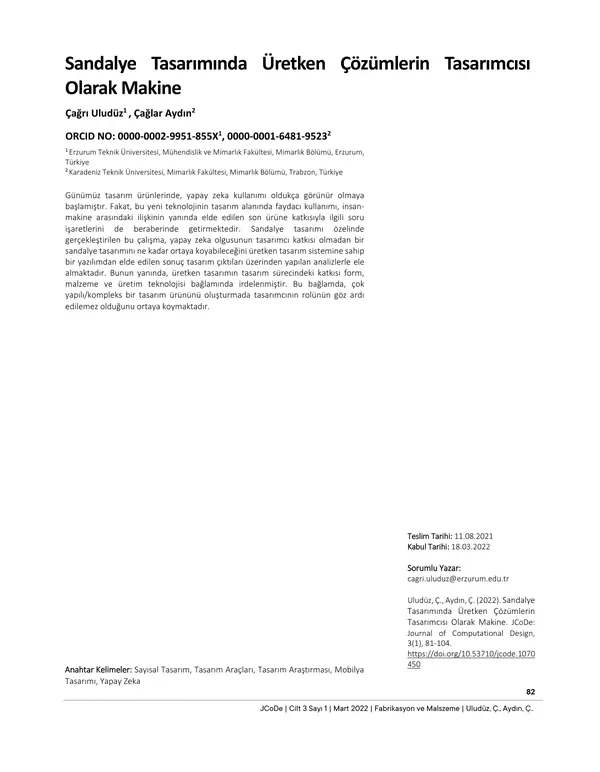 Sandalye Tasarımında Üretken Çözümlerin Tasarımcısı
Olarak Makine
Çağrı Uludüz1 , Çağlar Aydın2
ORCID NO: 0000-0002-9951-855X1, 0000-0001-6481-95232
1 Erzurum Teknik Üniversitesi, Mühendislik ve Mimarlık Fakültesi, Mimarlık Bölümü, Erzurum,
Türkiye
2 Karadeniz Teknik Üniversitesi, Mimarlık Fakültesi, Mimarlık Bölümü, Trabzon, Türkiye
Günümüz tasarım ürünlerinde, yapay zeka kullanımı oldukça görünür olmaya
başlamıştır. Fakat, bu yeni teknolojinin tasarım alanında faydacı kullanımı, insan-
makine arasındaki ilişkinin yanında elde edilen son ürüne katkısıyla ilgili soru
işaretlerini de beraberinde getirmektedir. Sandalye tasarımı özelinde
gerçekleştirilen bu çalışma, yapay zeka olgusunun tasarımcı katkısı olmadan bir
sandalye tasarımını ne kadar ortaya koyabileceğini üretken tasarım sistemine sahip
bir yazılımdan elde edilen sonuç tasarım çıktıları üzerinden yapılan analizlerle ele
almaktadır. Bunun yanında, üretken tasarımın tasarım sürecindeki katkısı form,
malzeme ve üretim teknolojisi bağlamında irdelenmiştir. Bu bağlamda, çok
yapılı/kompleks bir tasarım ürününü oluşturmada tasarımcının rolünün göz ardı
edilemez olduğunu ortaya koymaktadır.
Teslim Tarihi: 11.08.2021
Kabul Tarihi: 18.03.2022
Sorumlu Yazar:
cagri.uluduz@erzurum.edu.tr
Uludüz, Ç., Aydın, Ç. (2022). Sandalye
Tasarımında Üretken Çözümlerin
Tasarımcısı Olarak Makine. JCoDe:
Journal of Computational Design,
3(1), 81-104.
https://doi.org/10.53710/jcode.1070
450
Anahtar Kelimeler: Sayısal Tasarım, Tasarım Araçları, Tasarım Araştırması, Mobilya
Tasarımı, Yapay Zeka
82
JCoDe | Cilt 3 Sayı 1 | Mart 2022 | Fabrikasyon ve Malszeme | Uludüz, Ç., Aydın, Ç..